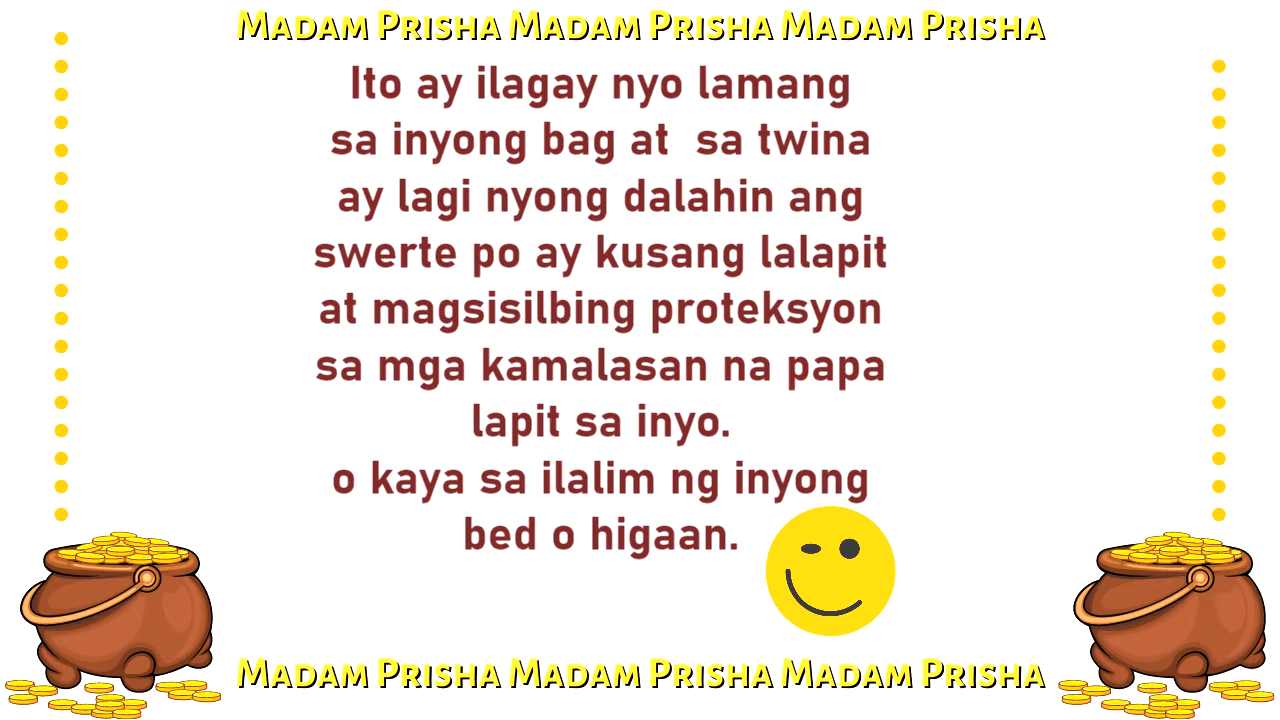 Madam Prisha Madam Prisha Madam Prisha
Ito ay ilagay nyo lamang
sa inyong bag at sa twina
ay lagi nyong dalahin ang
swerte po ay kusang lalapit
at magsisilbing proteksyon
sa mga kamalasan na papa
lapit sa inyo.
o kaya sa ilalim ng inyong
bed o higaan.
Madam Prisha Madam Prisha Madam Prisha